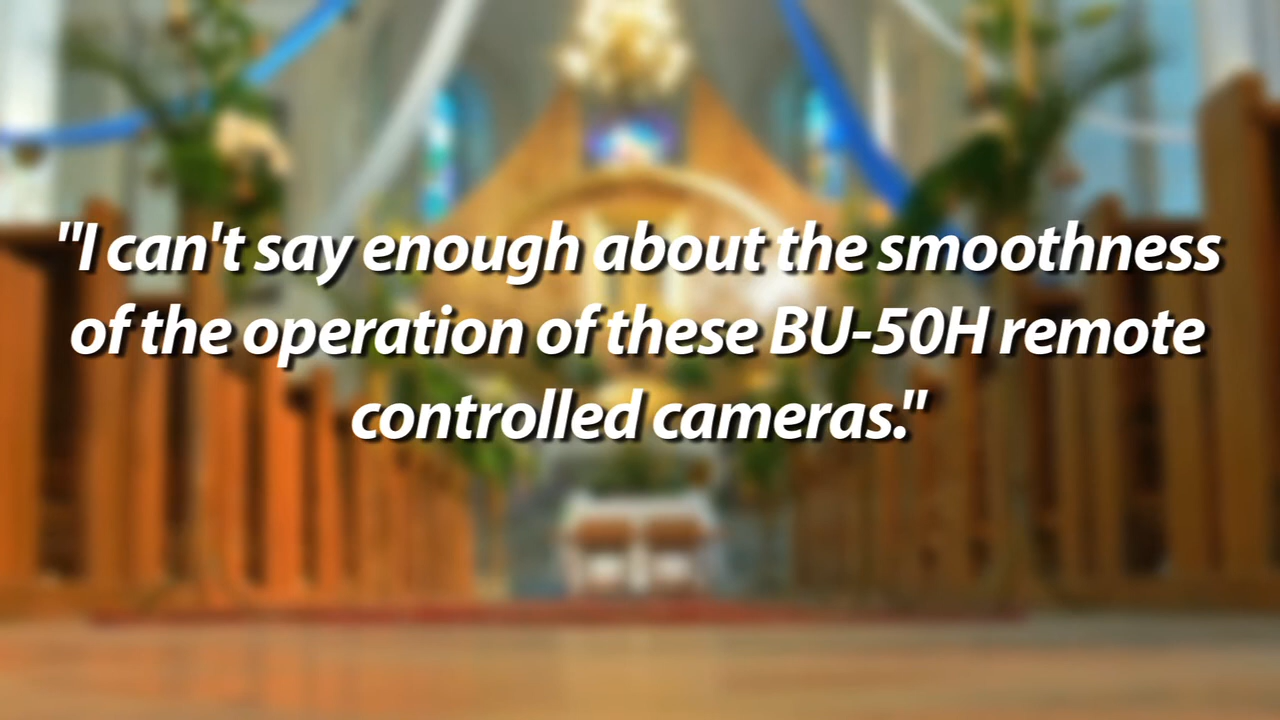 "I can't say enough about the smoothness
of the operation of these BU-50H remote
controlled cameras."